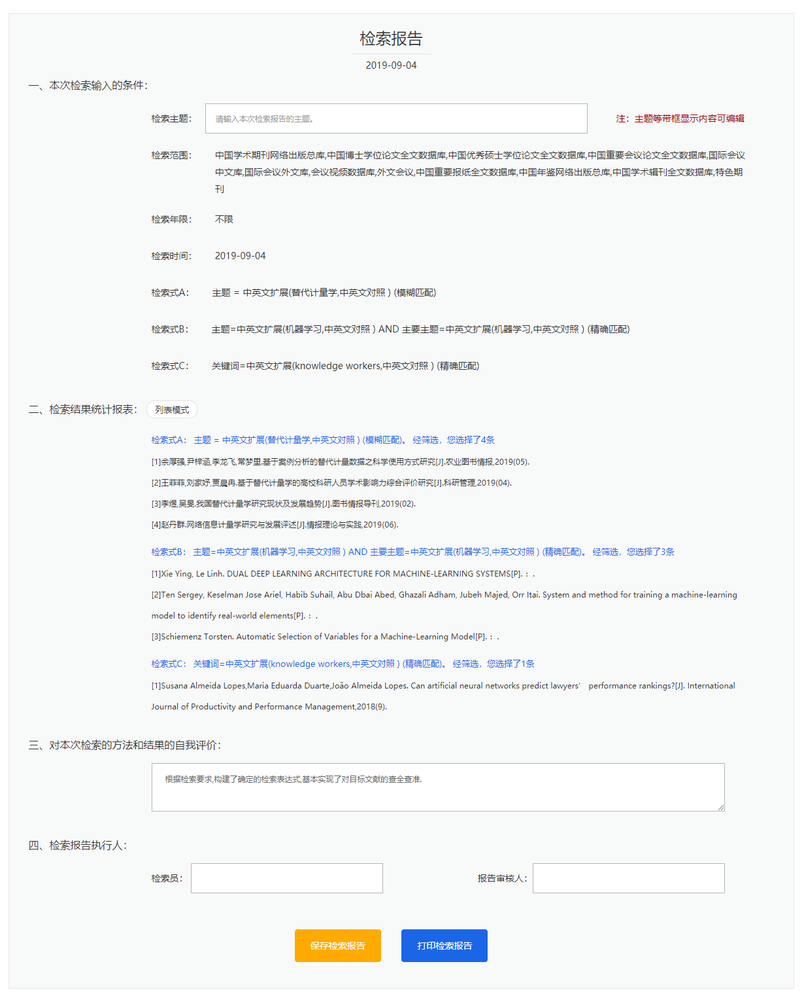 检索报告
2019-09-04
一、本次检索输入的条件：
检索主题： 请输入本次检索报告的主题。 注：主题等带框显示内容可编辑
检索范围： 中国学术期刊网络出版总库,中国博士学位论文全文数据库,中国优秀硕士学位论文全文数据库,中国重要会议论文全文数据库,国际会议
中文库,国际会议外文库,会议视频数据库,外文会议,中国重要报纸全文数据库,中国年鉴网络出版总库,中国学术辑刊全文数据库,特色期
刊
检索年限： 不限
检索时间： 2019-09-04
检索式A： 主题 = 中英文扩展(替代计量学,中英文对照 ) (模糊匹配)
检索式B： 主题=中英文扩展(机器学习,中英文对照 ) AND 主要主题=中英文扩展(机器学习,中英文对照 ) (精确匹配)
检索式C： 关键词=中英文扩展(knowledge workers,中英文对照 ) (精确匹配)
二、检索结果统计报表： 列表模式
检索式A： 主题 = 中英文扩展(替代计量学,中英文对照 ) (模糊匹配)。 经筛选，您选择了4条
[1]余厚强,尹梓涵,李龙飞,常梦里.基于案例分析的替代计量数据之科学使用方式研究[J].农业图书情报,2019(05).
[2]王菲菲,刘家妤,贾晨冉.基于替代计量学的高校科研人员学术影响力综合评价研究[J].科研管理,2019(04).
[3]李煜,吴旻.我国替代计量学研究现状及发展趋势[J].图书情报导刊,2019(02).
[4]赵丹群.网络信息计量学研究与发展评述[J].情报理论与实践,2019(06).
检索式B： 主题=中英文扩展(机器学习,中英文对照 ) AND 主要主题=中英文扩展(机器学习,中英文对照 ) (精确匹配)。 经筛选，您选择了3条
[1]Xie Ying, Le Linh. DUAL DEEP LEARNING ARCHITECTURE FOR MACHINE-LEARNING SYSTEMS[P].：.
[2]Ten Sergey, Keselman Jose Ariel, Habib Suhail, Abu Dbai Abed, Ghazali Adham, Jubeh Majed, Orr Itai. System and method for training a machine-learning
model to identify real-world elements[P].：.
[3]Schiemenz Torsten. Automatic Selection of Variables for a Machine-Learning Model[P].：.
检索式C： 关键词=中英文扩展(knowledge workers,中英文对照 ) (精确匹配)。 经筛选，您选择了1条
[1]Susana Almeida Lopes,Maria Eduarda Duarte,João Almeida Lopes. Can artificial neural networks predict lawyers’ performance rankings?[J]. International
Journal of Productivity and Performance Management,2018(9).
三、对本次检索的方法和结果的自我评价：
根据检索要求,构建了确定的检索表达式,基本实现了对目标文献的查全查准.
四、检索报告执行人：
检索员： 报告审核人：
保存检索报告 打印检索报告